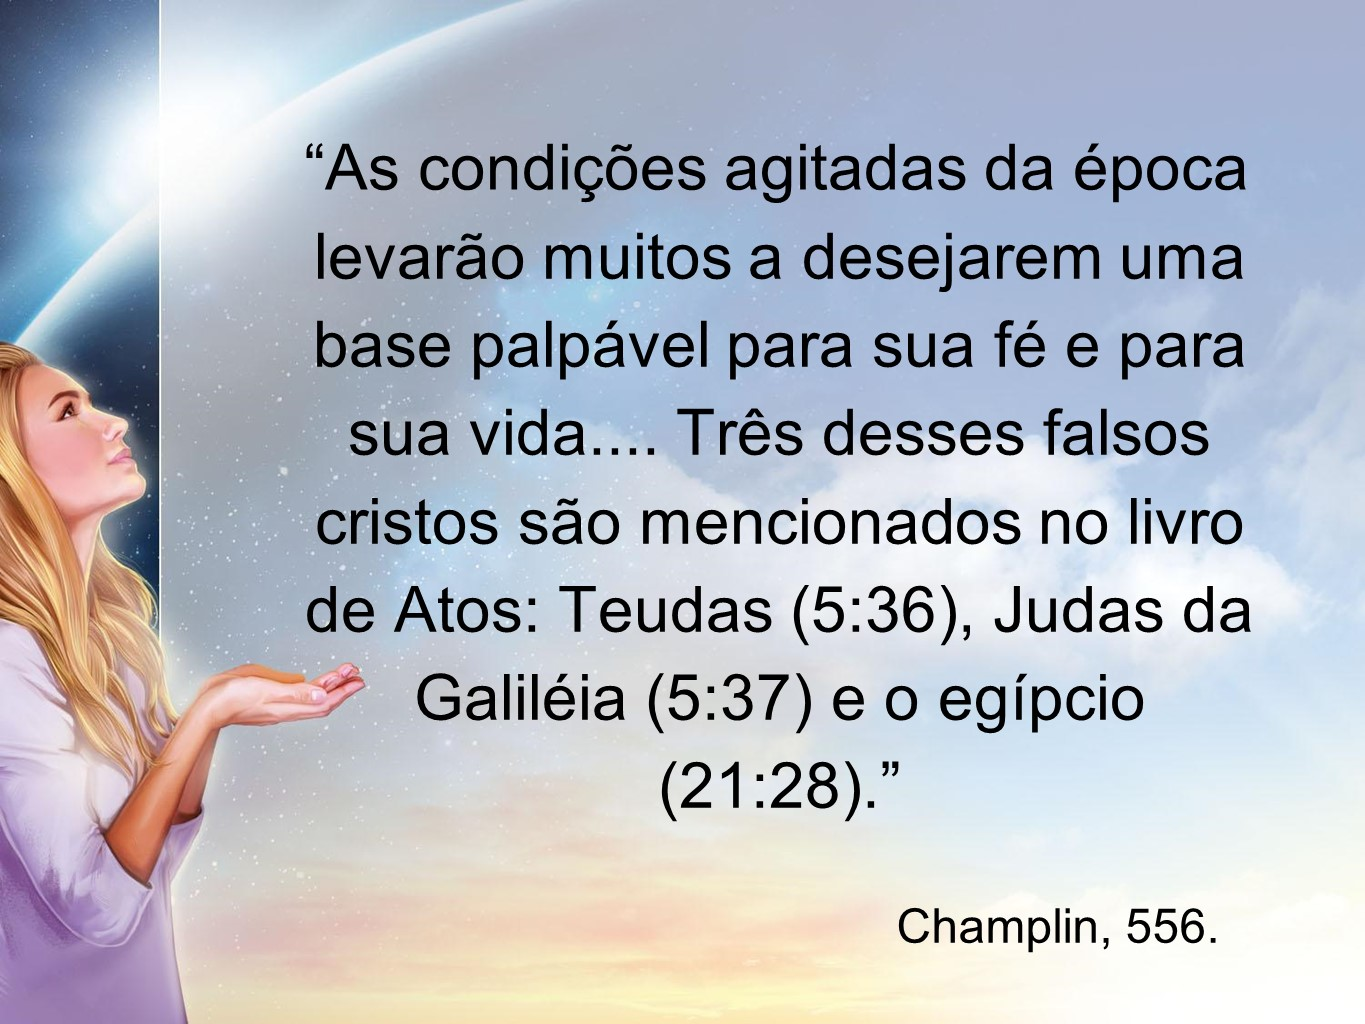 “As condições agitadas da época
levarão muitos a desejarem uma
base palpável para sua fé e para
sua vida.... Três desses falsos
cristos são mencionados no livro
de Atos: Teudas (5:36), Judas da
Galiléia (5:37) e o egípcio
(21:28).”
Champlin, 556.